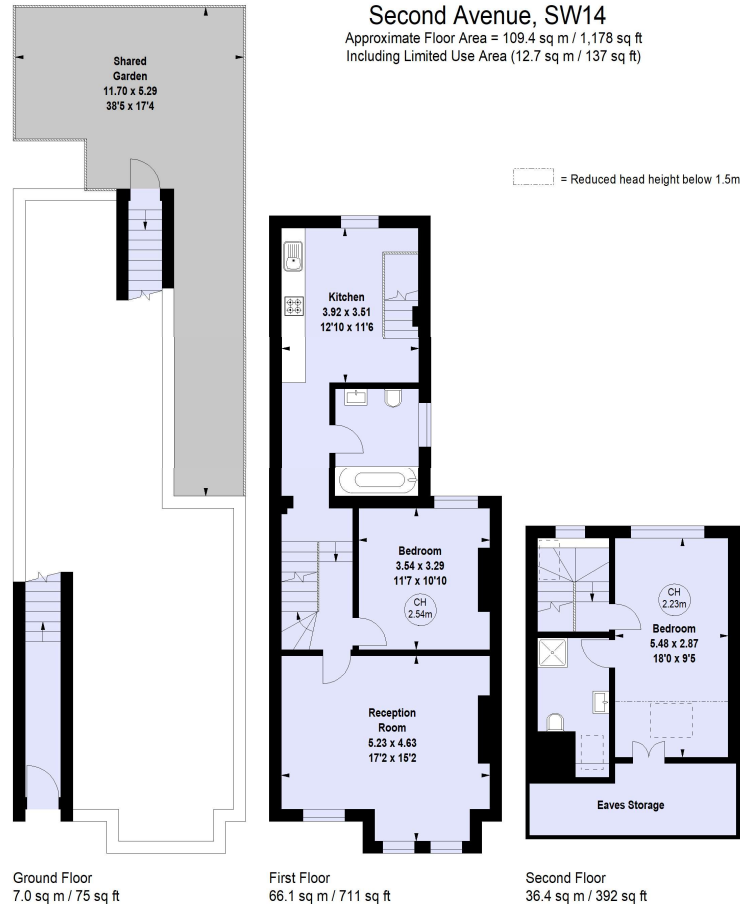 Second Avenue, SW14
Approximate Floor Area = 109.4 sq m / 1,178 sq ft
Including Limited Use Area (12.7 sq m / 137 sq ft)
Shared
Garden
11.70 x 5.29
38'5 x 17'4
= Reduced head height below 1.5m
Kitchen
3.92 x 3.51
12'10 x 11'6
Bedroom
3.54 x 3.29
11'7 x 10'10
CH
2.54m
CH
2.23m
Bedroom
5.48 x 2.87
18'0 x 9'5
Reception
Room
5.23 x 4.63
17'2 x 15'2
Eaves Storage
Ground Floor
7.0 sq m / 75 sq ft
First Floor
66.1 sq m / 711 sq ft
Second Floor
36.4 sq m / 392 sq ft